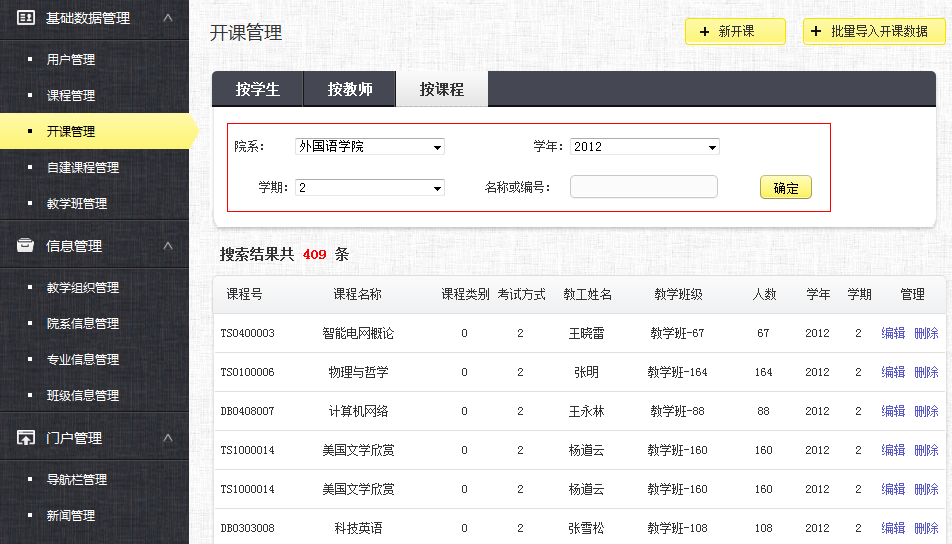 基础数据管理
用户管理
课程管理
开课管理
自建课程管理
教学班管理
信息管理
教学组织管理
院系信息管理
专业信息管理
班级信息管理
门户管理
导航栏管理
新闻管理
开课管理
+ 新开课
+ 批量导入开课数据
按学生 按教师 按课程
院系： 外国语学院 学年： 2012
学期： 2 名称或编号： 确定
搜索结果共 409 条
课程号 课程名称 课程类别 考试方式 教工姓名 教学班级 人数 学年 学期 管理
TS0400003 智能电网概论 0 2 王晓雷 教学班-67 67 2012 2 编辑 删除
TS0100006 物理与哲学 0 2 张明 教学班-164 164 2012 2 编辑 删除
DB0408007 计算机网络 0 2 王永林 教学班-88 88 2012 2 编辑 删除
TS1000014 美国文学欣赏 0 2 杨道云 教学班-160 160 2012 2 编辑 删除
TS1000014 美国文学欣赏 0 2 杨道云 教学班-160 160 2012 2 编辑 删除
DB0303008 科技英语 0 2 张雪松 教学班-108 108 2012 2 编辑 删除